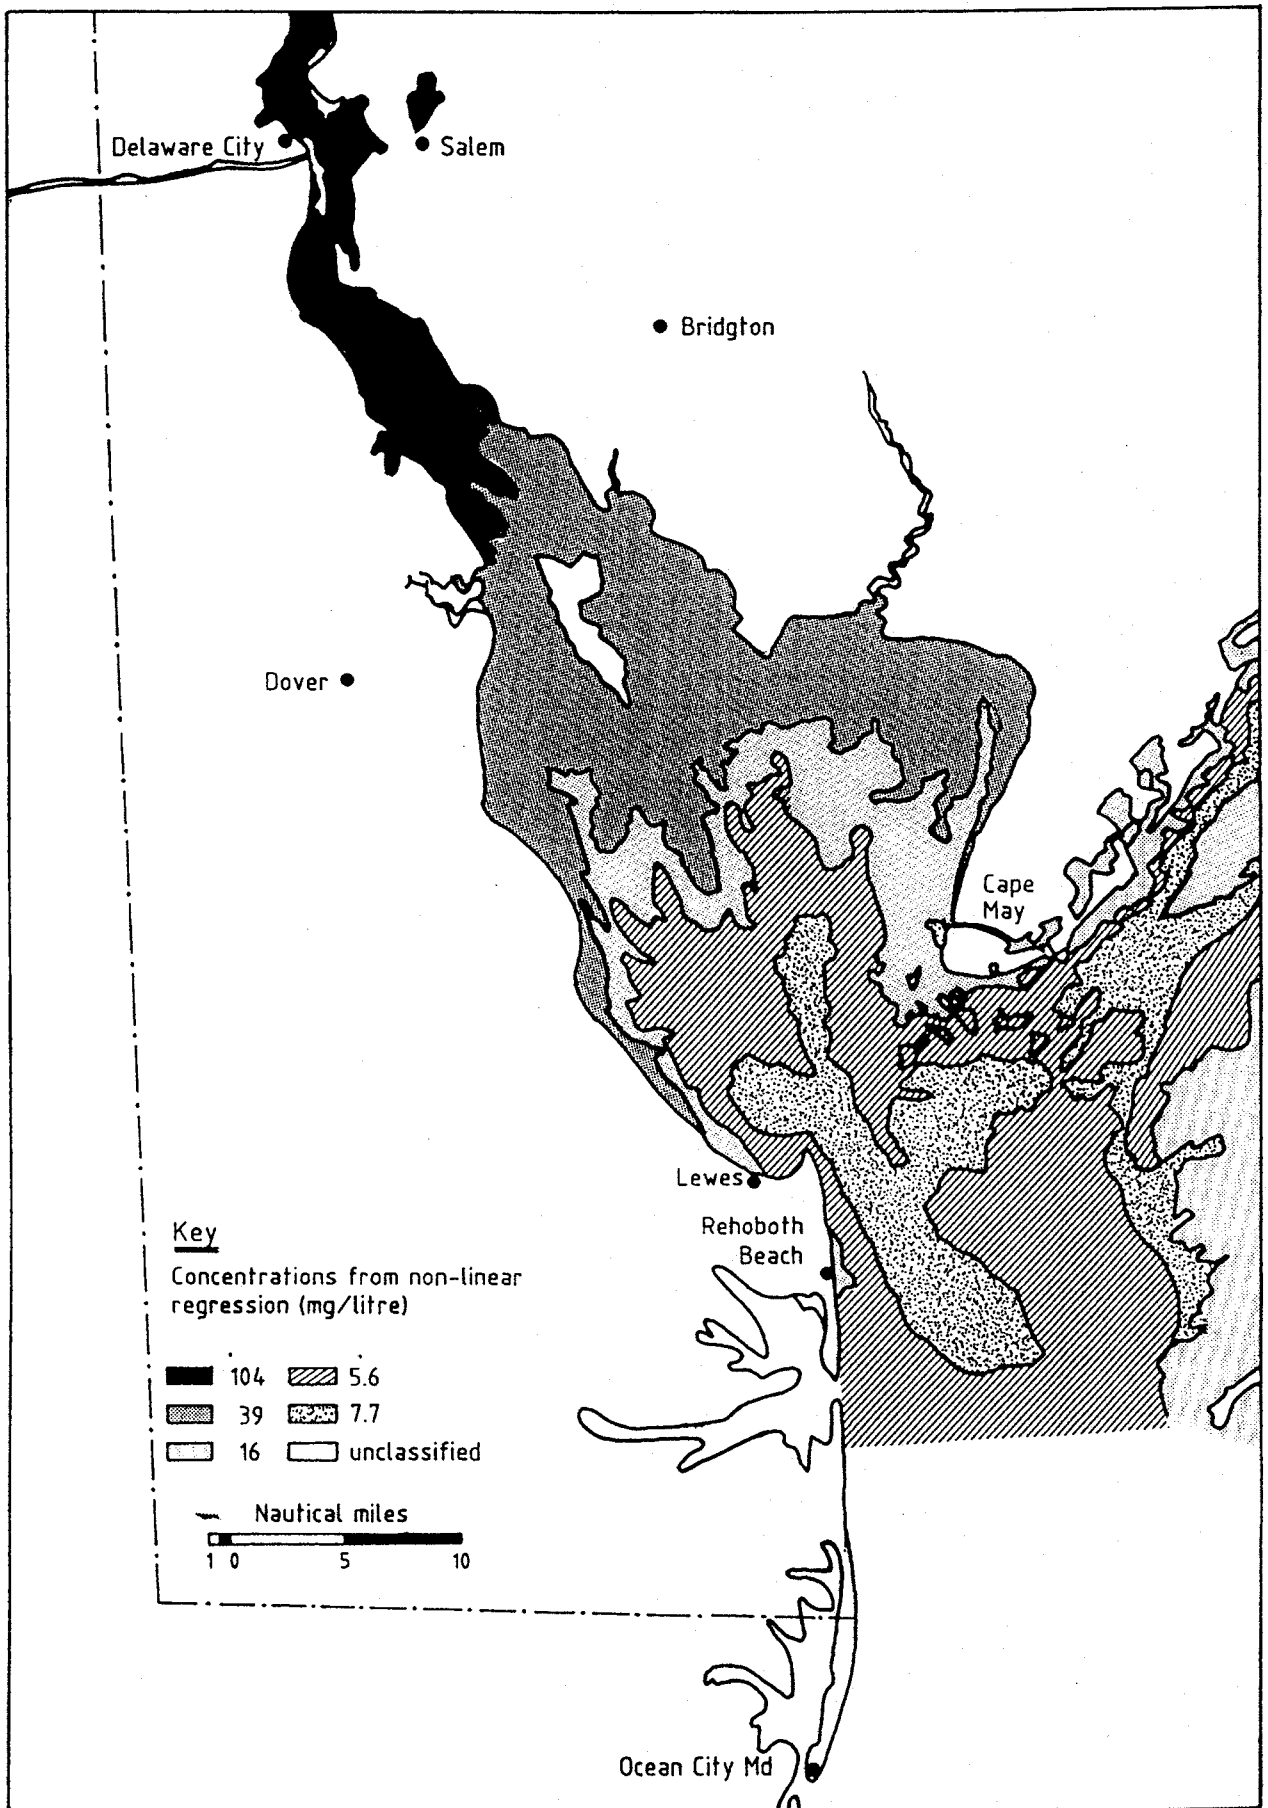 Delaware City
Salem
Bridgton
Dover
Cape
May
Lewes
Rehoboth
Beach
Key
Concentrations from non-linear
regression (mg/litre)
104 5.6
39 7.7
16 unclassified
Nautical miles
1 0 5 10
Ocean City Md